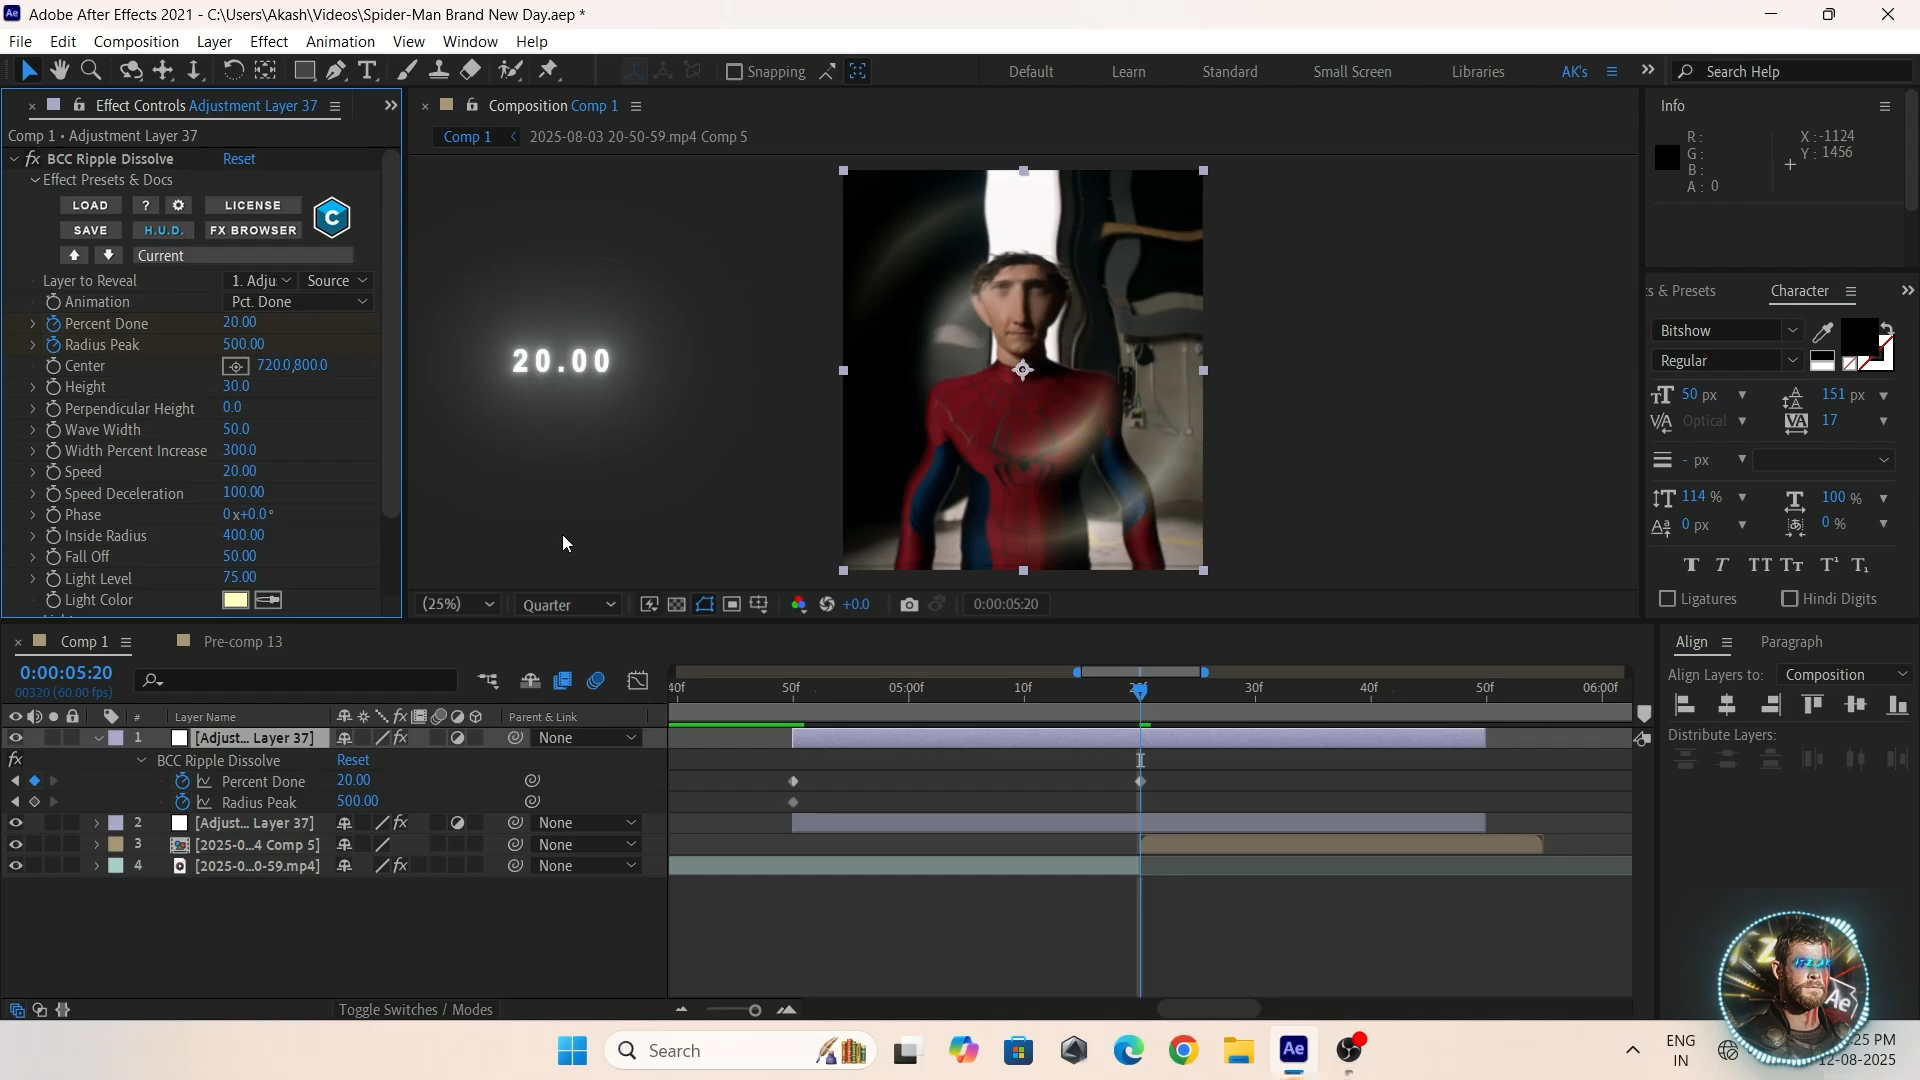 Ae Adobe After Effects 2021 - C:\Users\Akash\Videos\Spider-Man Brand New Day.aep *
File Edit Composition Layer Effect Animation View Window Help
Snapping Default Learn Standard Small Screen Libraries AK's Search Help
Effect Controls Adjustment Layer 37
Comp 1 • Adjustment Layer 37
fx BCC Ripple Dissolve Reset
Effect Presets & Docs
LOAD ? LICENSE
SAVE H.U.D. FX BROWSER
Current
Layer to Reveal 1. Adju Source
Animation Pct. Done
Percent Done 20.00
Radius Peak 500.00
Center 720.0,800.0
Height 30.0
Perpendicular Height 0.0
Wave Width 50.0
Width Percent Increase 300.0
Speed 20.00
Speed Deceleration 100.00
Phase 0x+0.0°
Inside Radius 400.00
Fall Off 50.00
Light Level 75.00
Light Color
Composition Comp 1
Comp 1 2025-08-03 20-50-59.mp4 Comp 5
20.00
(25%) Quarter +0.0 0:00:05:20
Info
R: X : -1124
G: Y : 1456
B:
A: 0
s & Presets Character
Bitshow
Regular
50 px 151 px
Optical 17
- px
114 % 100 %
0 px 0 %
T T TT Tт T¹ T₁
Ligatures Hindi Digits
Comp 1 Pre-comp 13
0:00:05:20
00320 (60.00 fps)
40f 50f 05:00f 10f 20f 30f 40f 50f 06:00f
# Layer Name fx Parent & Link
1 [Adjust... Layer 37] fx None
fx BCC Ripple Dissolve Reset
Percent Done 20.00
Radius Peak 500.00
2 [Adjust... Layer 37] fx None
3 [2025-0...4 Comp 5] None
4 [2025-0...0-59.mp4] fx None
Toggle Switches / Modes
Align Paragraph
Align Layers to: Composition
Distribute Layers:
Search
Ae
ENG
IN
:25 PM
12-08-2025